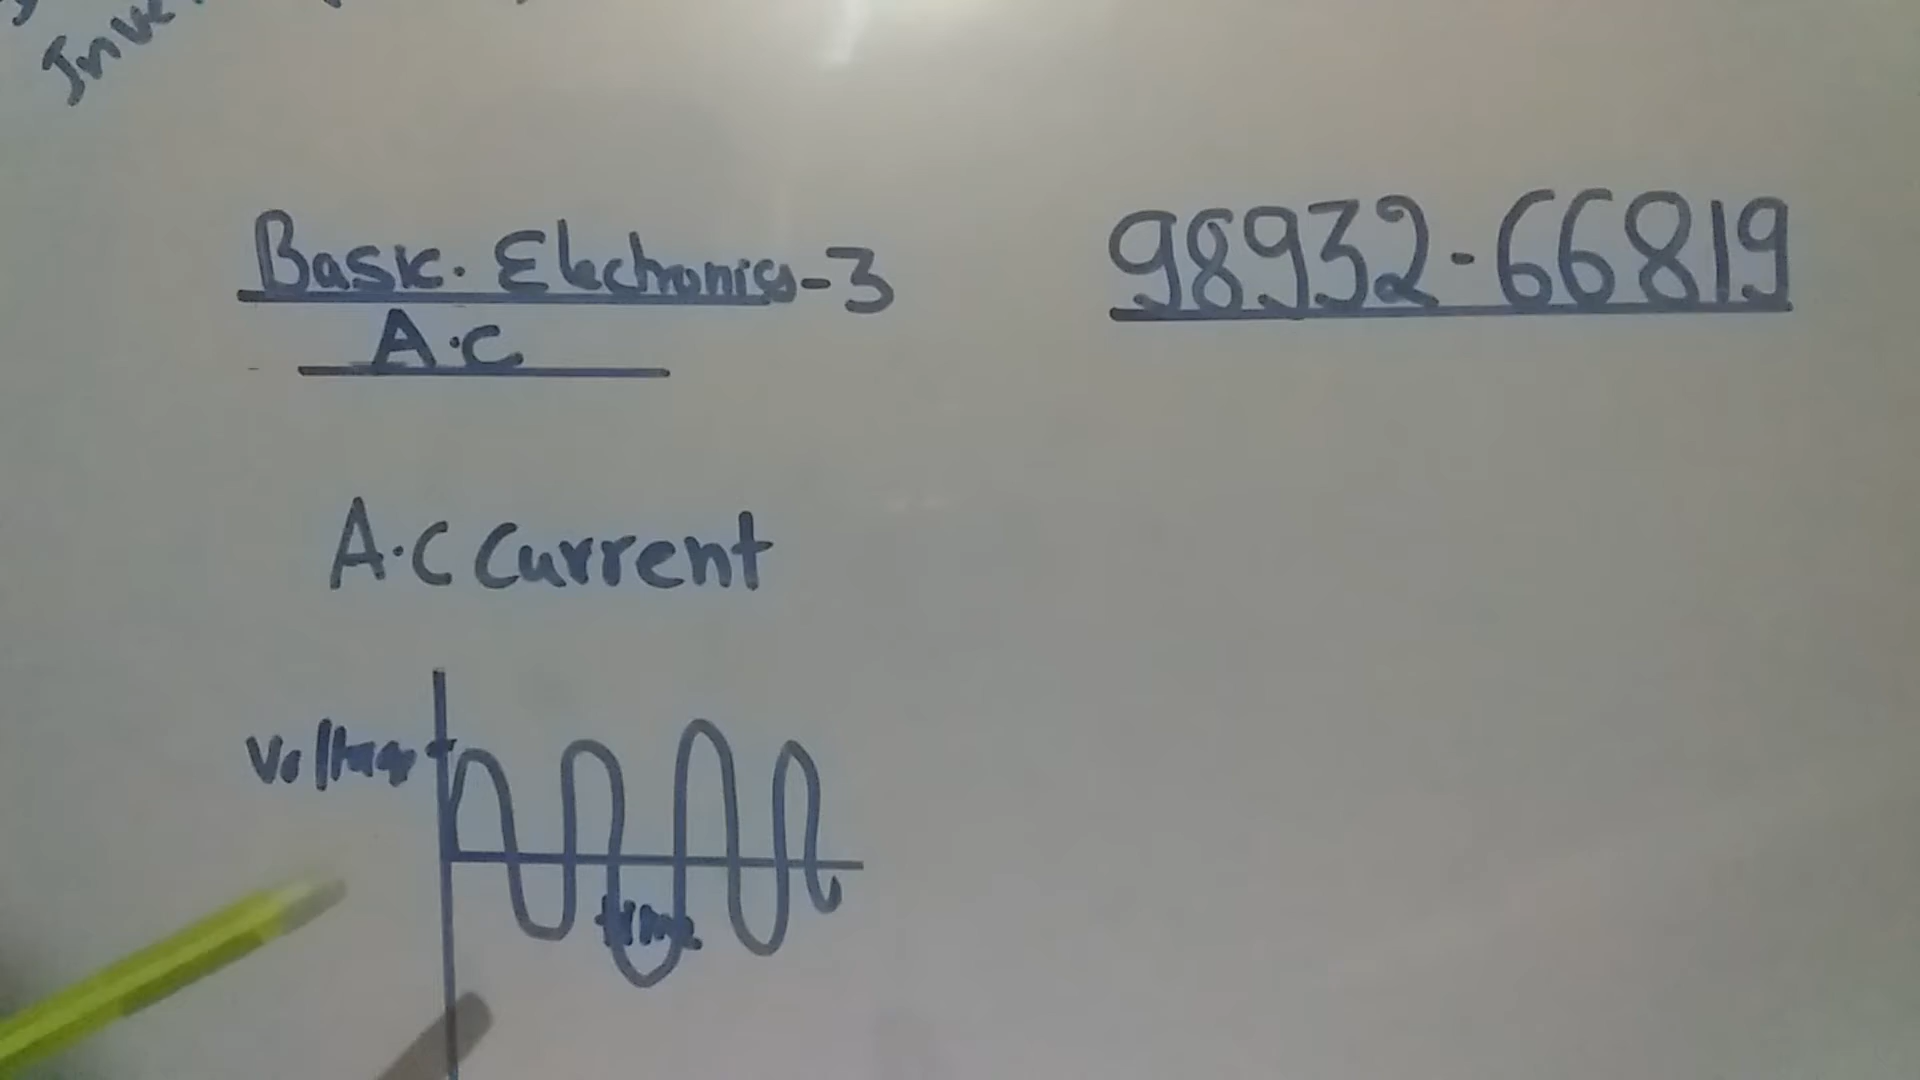 Basic. Electronics-3
98932-66819
A.C
A.C Current
Voltage
time